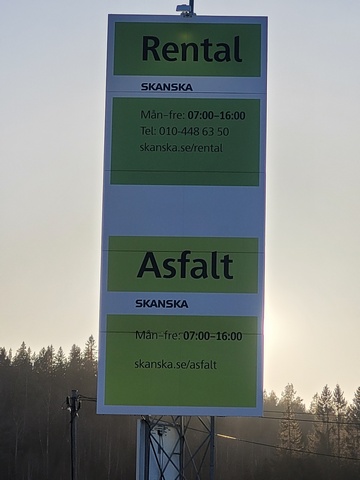 Rental
SKANSKA
Mån–fre: 07:00–16:00
Tel: 010-448 63 50
skanska.se/rental
Asfalt
SKANSKA
Mån–fre: 07:00–16:00
skanska.se/asfalt